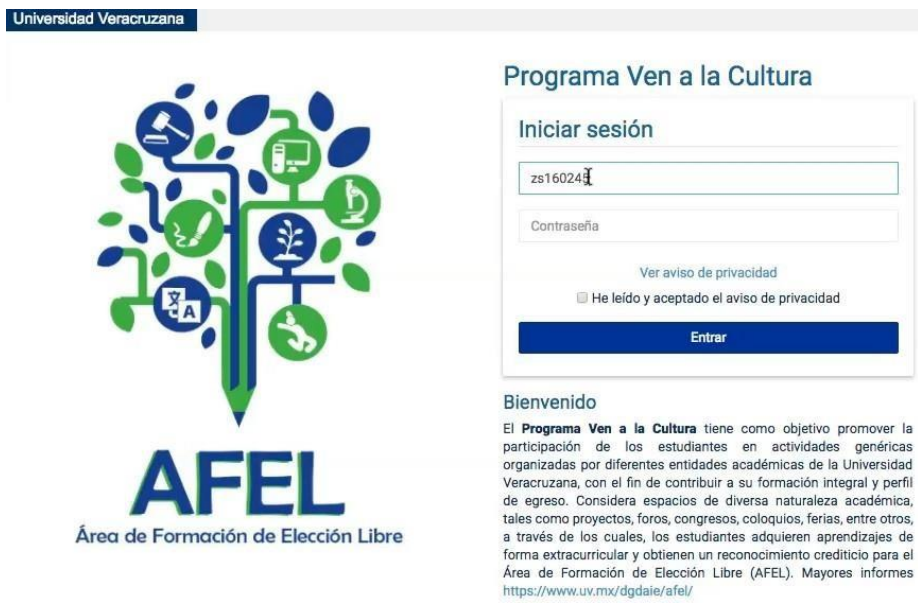 Universidad Veracruzana
Programa Ven a la Cultura
Iniciar sesión
Contraseña
Ver aviso de privacidad
He leído y aceptado el aviso de privacidad
Entrar
Bienvenido
El Programa Ven a la Cultura tiene como objetivo promover la
participación de los estudiantes en actividades genéricas
organizadas por diferentes entidades académicas de la Universidad
Veracruzana, con el fin de contribuir a su formación integral y perfil
de egreso. Considera espacios de diversa naturaleza académica,
tales como proyectos, foros, congresos, coloquios, ferias, entre otros,
a través de los cuales, los estudiantes adquieren aprendizajes de
forma extracurricular y obtienen un reconocimiento crediticio para el
Área de Formación de Elección Libre (AFEL). Mayores informes
https://www.uv.mx/dgdaie/afel/
文
A
AFEL
Área de Formación de Elección Libre